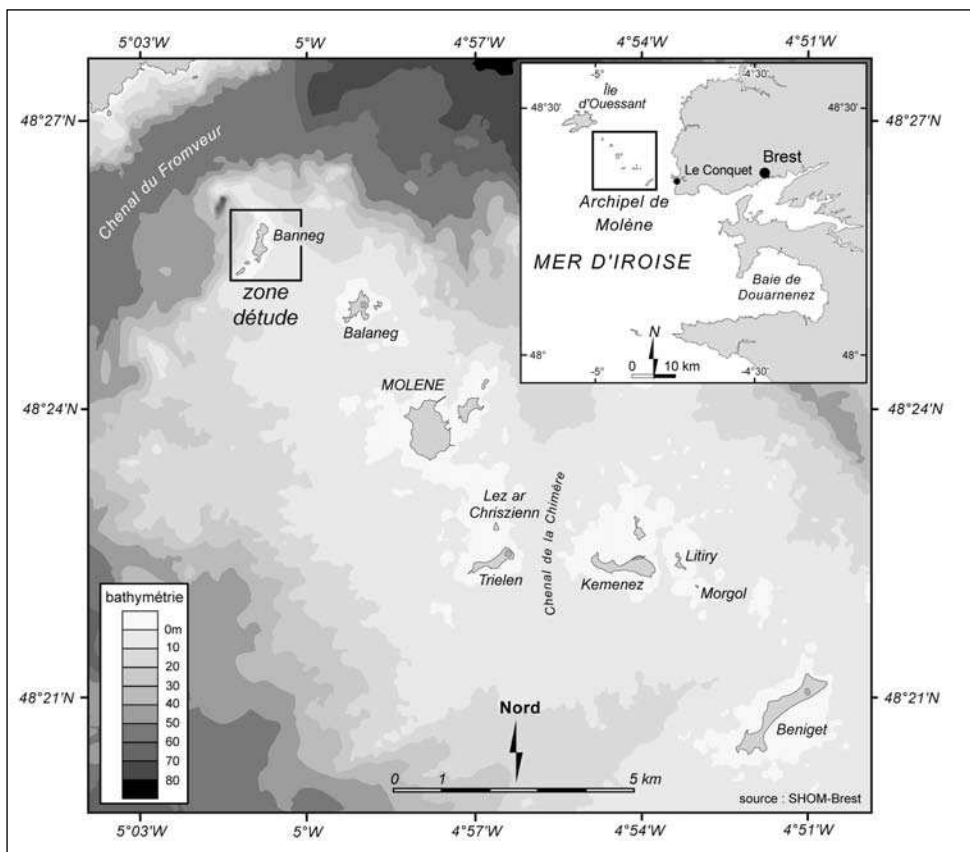 5°03'W
5°W
4°57'W
4°54'W
4°51'W
48°27'N
48°24'N
48°21'N
Chenal du Fromveur
Banneg
zone
détude
Balaneg
MOLENE
Lez ar
Chriszienn
Trielen
Chenal de la Chimère
Kemenez
Litiry
Morgol
Beniget
-5°
-4°30'
48°30'
48°30'
Île
d'Ouessant
Le Conquet
Brest
Archipel de
Molène
MER D'IROISE
Baie de
Douarnenez
N
0 10 km
48°
48°
-5°
-4°30'
bathymétrie
0m
10
20
30
40
50
60
70
80
Nord
0 1 5 km
source : SHOM-Brest
48°27'N
48°24'N
48°21'N
5°03'W
5°W
4°57'W
4°54'W
4°51'W